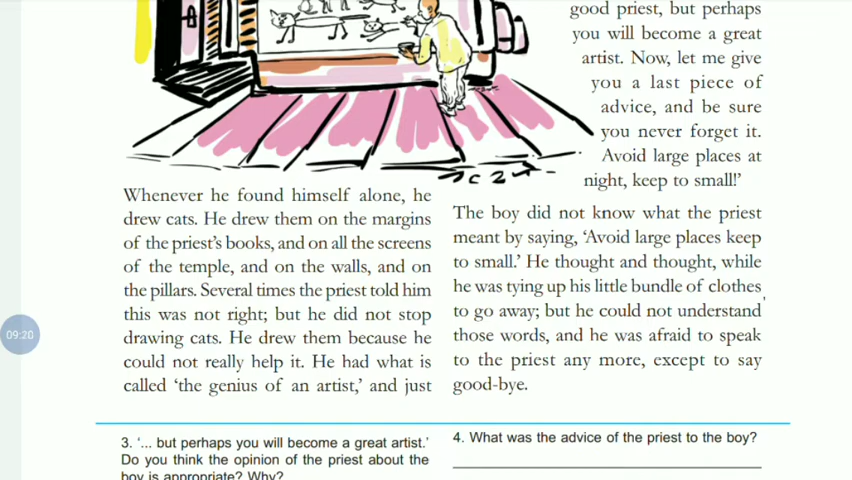 good priest, but perhaps
you will become a great
artist. Now, let me give
you a last piece of
advice, and be sure
you never forget it.
Avoid large places at
night, keep to small!’
Whenever he found himself alone, he
drew cats. He drew them on the margins
of the priest’s books, and on all the screens
of the temple, and on the walls, and on
the pillars. Several times the priest told him
this was not right; but he did not stop
drawing cats. He drew them because he
could not really help it. He had what is
called ‘the genius of an artist,’ and just
The boy did not know what the priest
meant by saying, ‘Avoid large places keep
to small.’ He thought and thought, while
he was tying up his little bundle of clothes
to go away; but he could not understand
those words, and he was afraid to speak
to the priest any more, except to say
good-bye.
09:20
3. ‘... but perhaps you will become a great artist.’
Do you think the opinion of the priest about the
boy is appropriate? Why?
4. What was the advice of the priest to the boy?